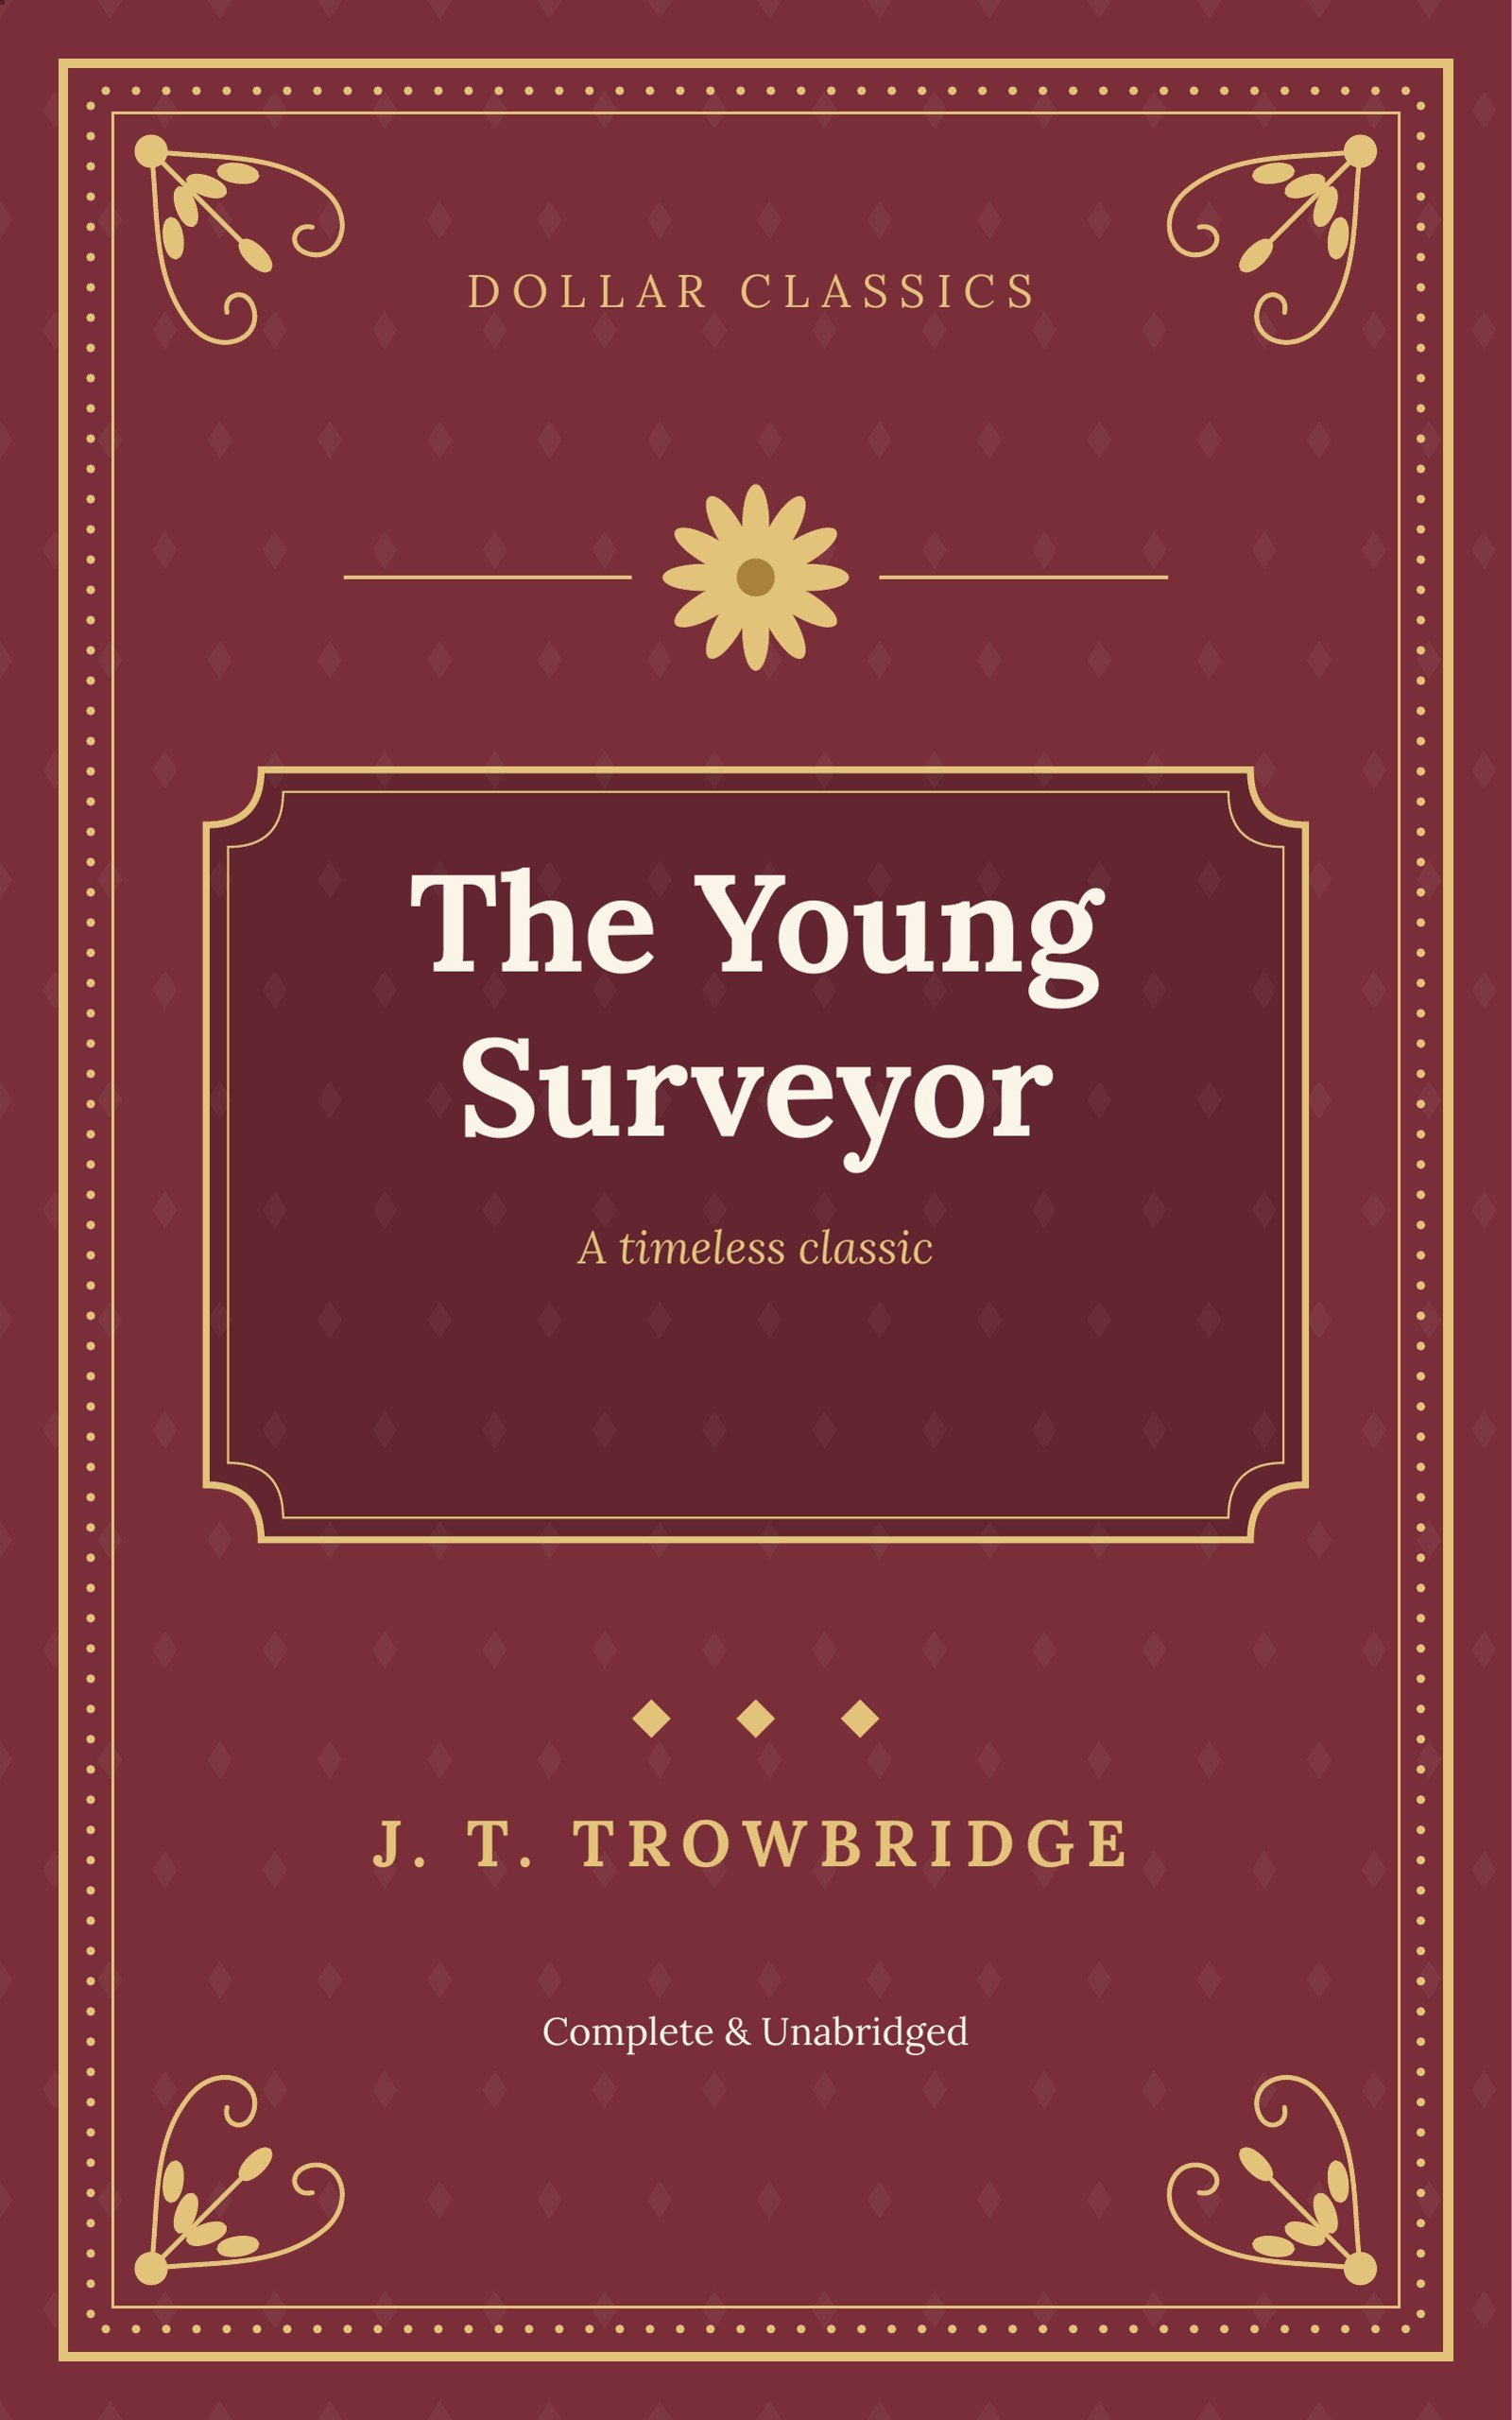 DOLLAR CLASSICS
The Young
Surveyor
A timeless classic
J. T. TROWBRIDGE
Complete & Unabridged